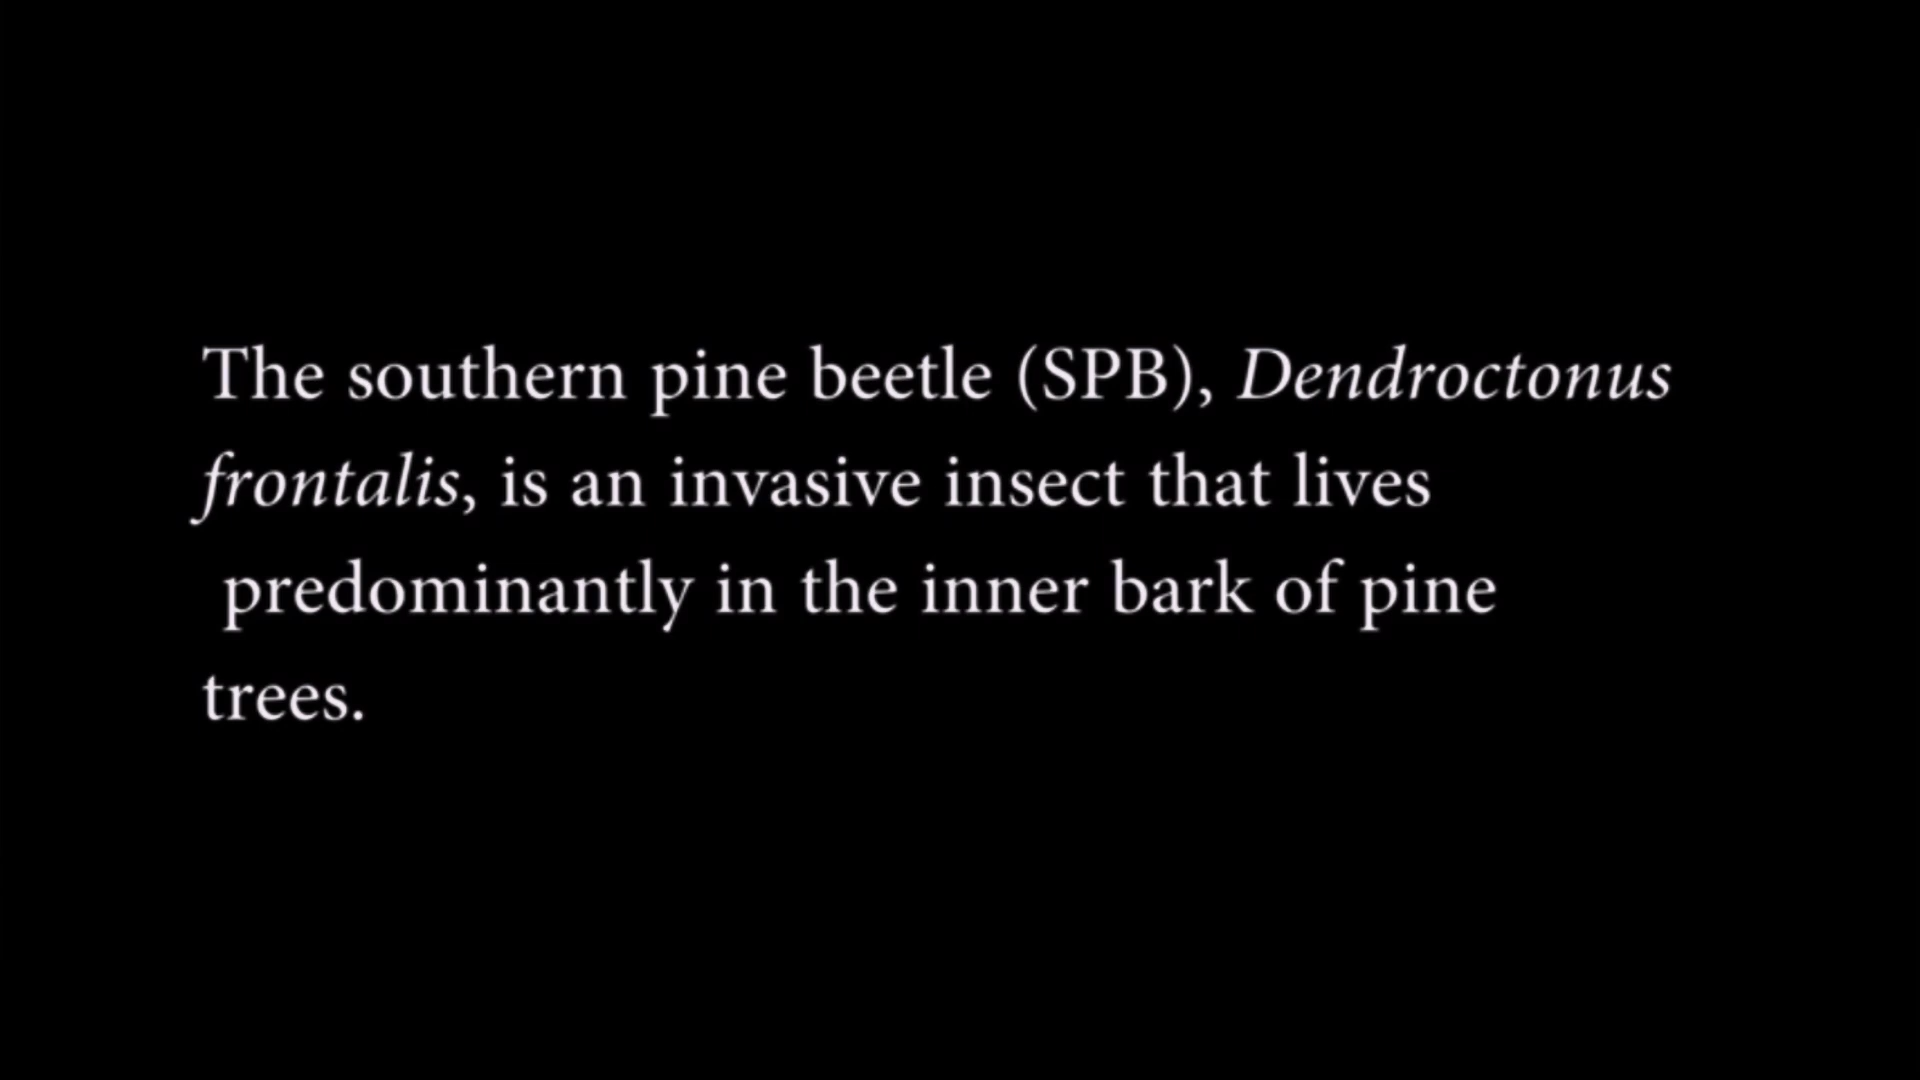 The southern pine beetle (SPB), Dendroctonus
frontalis, is an invasive insect that lives
predominantly in the inner bark of pine
trees.